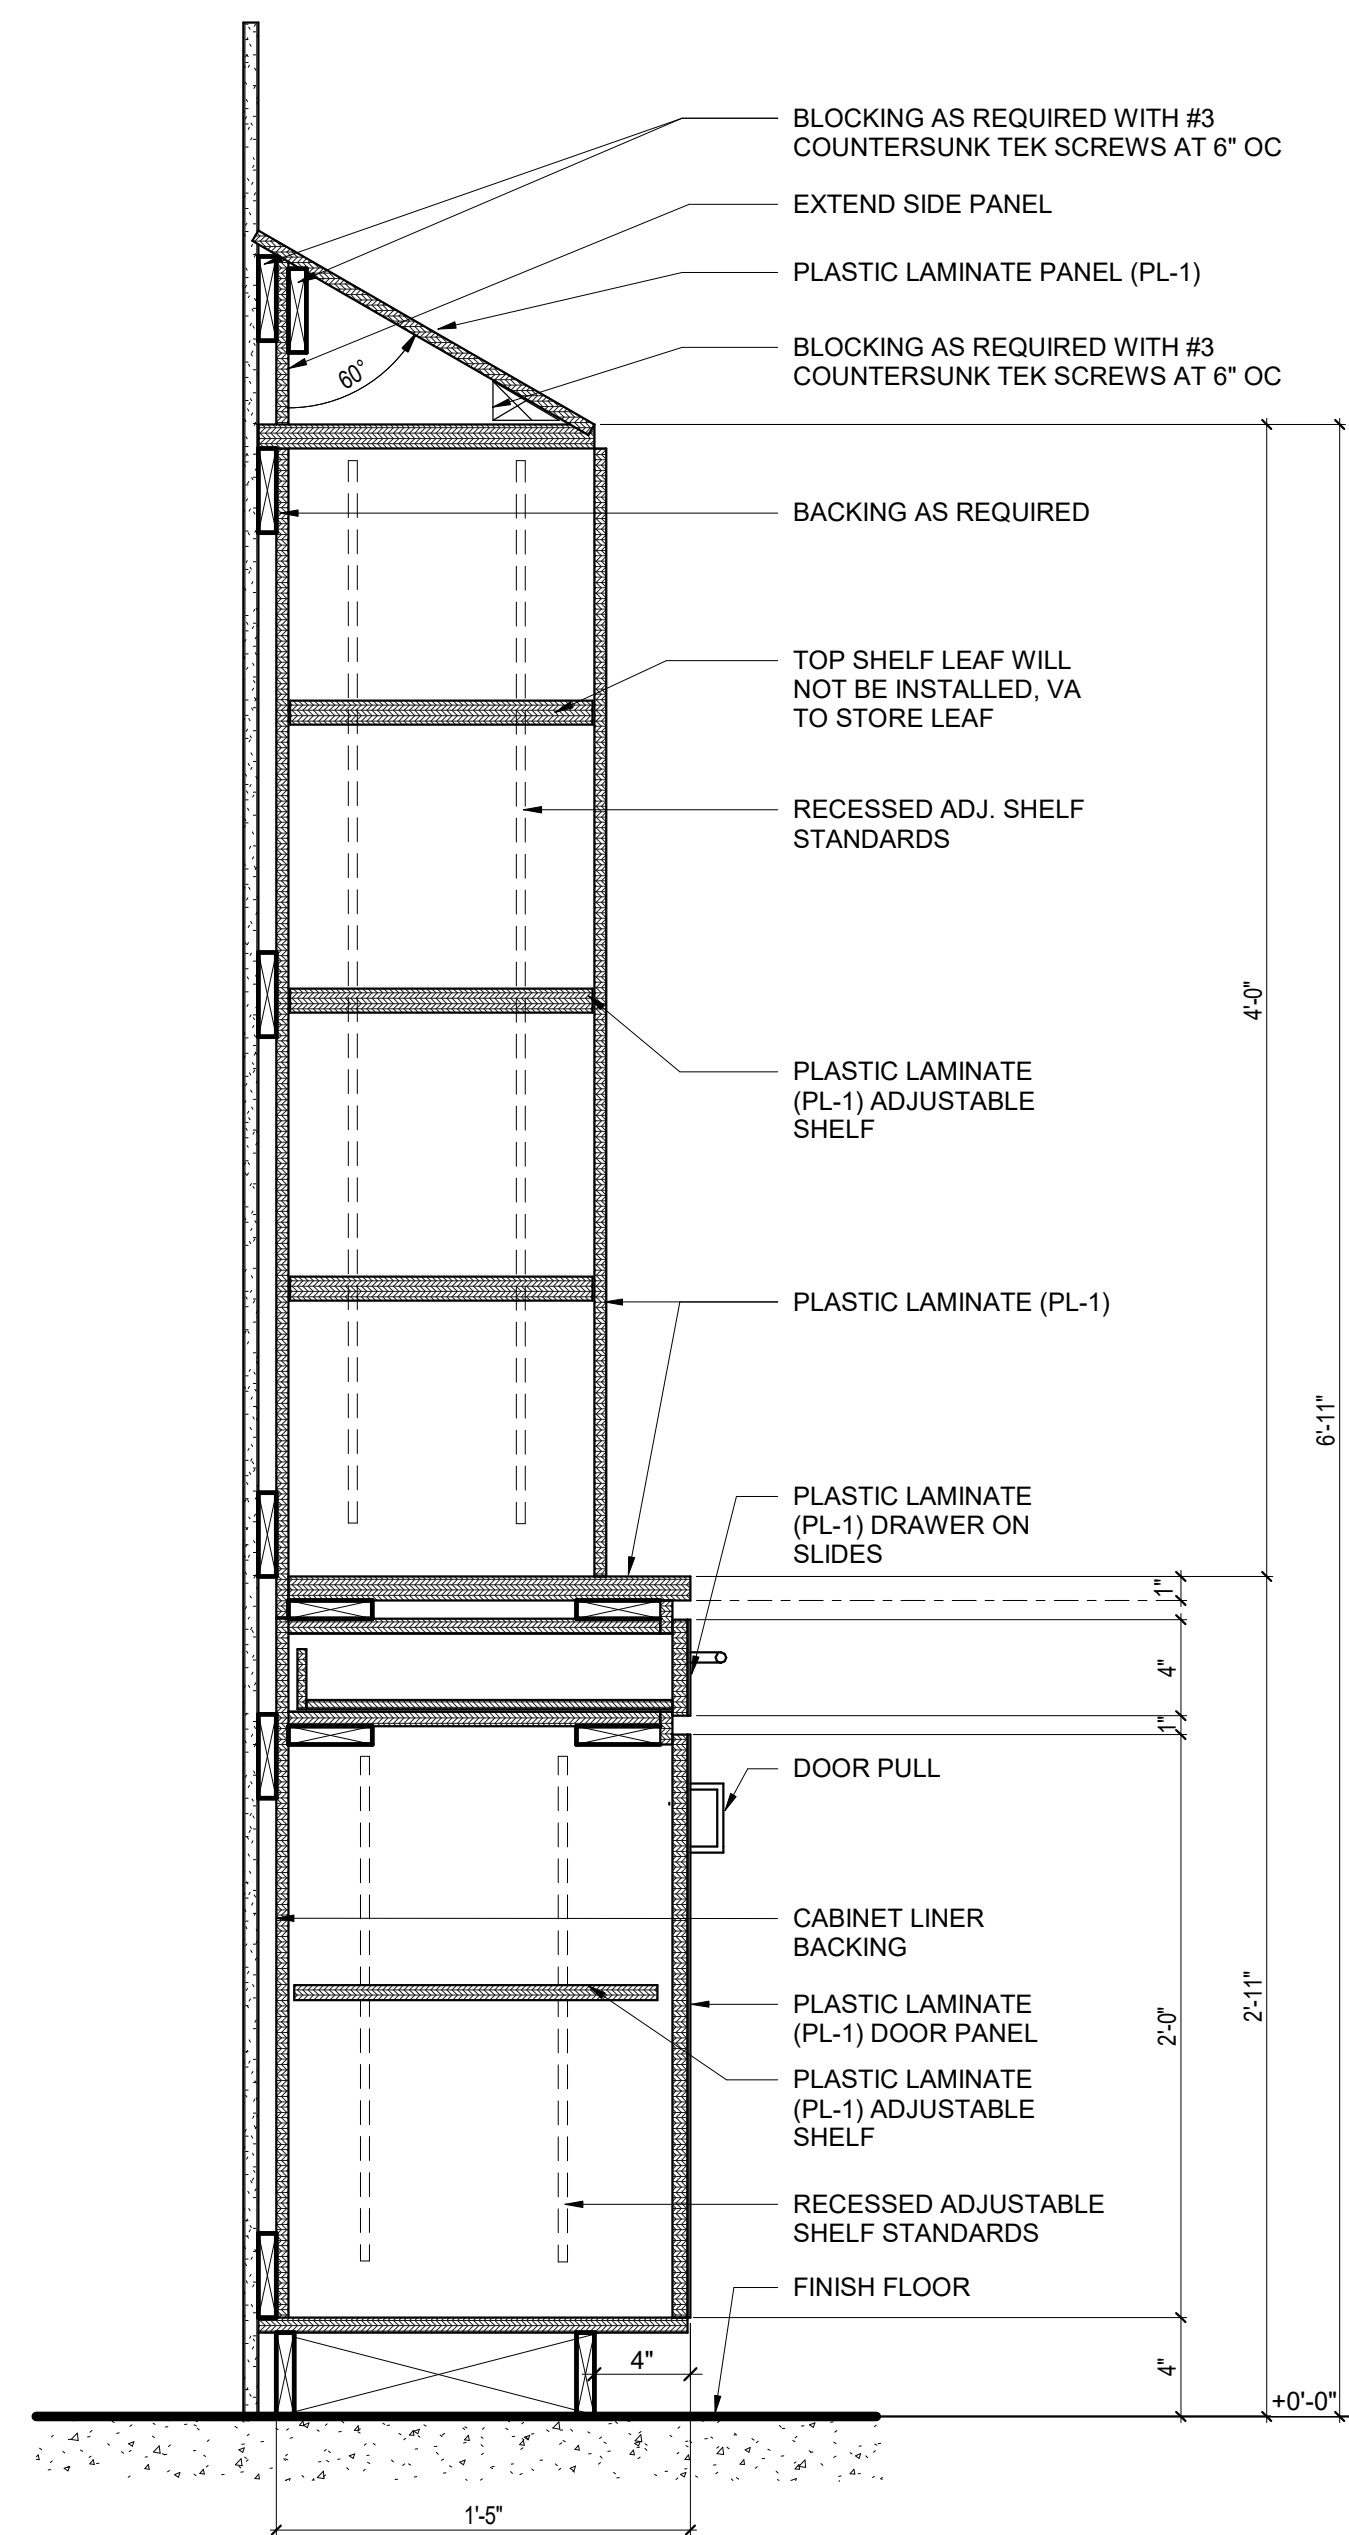 BLOCKING AS REQUIRED WITH #3
COUNTERSUNK TEK SCREWS AT 6" OC
EXTEND SIDE PANEL
PLASTIC LAMINATE PANEL (PL-1)
BLOCKING AS REQUIRED WITH #3
COUNTERSUNK TEK SCREWS AT 6" OC
60°
BACKING AS REQUIRED
TOP SHELF LEAF WILL
NOT BE INSTALLED, VA
TO STORE LEAF
RECESSED ADJ. SHELF
STANDARDS
4'-0"
PLASTIC LAMINATE
(PL-1) ADJUSTABLE
SHELF
PLASTIC LAMINATE (PL-1)
6'-11"
PLASTIC LAMINATE
(PL-1) DRAWER ON
SLIDES
1"
4"
1"
DOOR PULL
CABINET LINER
BACKING
PLASTIC LAMINATE
(PL-1) DOOR PANEL
2'-0"
2'-11"
PLASTIC LAMINATE
(PL-1) ADJUSTABLE
SHELF
RECESSED ADJUSTABLE
SHELF STANDARDS
FINISH FLOOR
4"
4"
+0'-0"
1'-5"